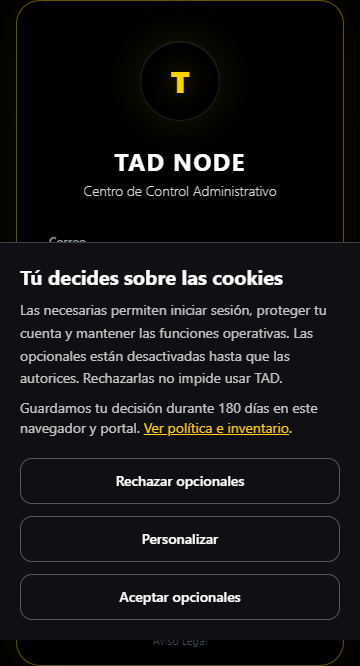 T
TAD NODE
Centro de Control Administrativo
Correo
Tú decides sobre las cookies
Las necesarias permiten iniciar sesión, proteger tu
cuenta y mantener las funciones operativas. Las
opcionales están desactivadas hasta que las
autorices. Rechazarlas no impide usar TAD.
Guardamos tu decisión durante 180 días en este
navegador y portal. Ver política e inventario.
Rechazar opcionales
Personalizar
Aceptar opcionales
Aviso Legal